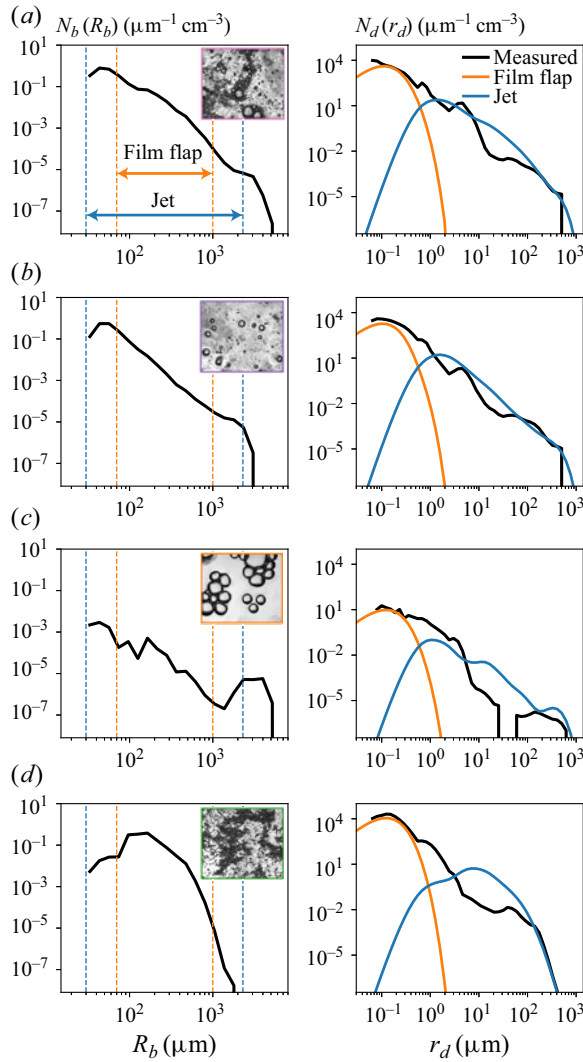 (a) N_b (R_b) (μm⁻¹ cm⁻³) N_d (r_d) (μm⁻¹ cm⁻³)
10¹ 10⁴ Measured
10⁻¹ Film flap
10¹ Jet
10⁻³ Film flap 10⁻²
10⁻⁵ Jet
10⁻⁷ 10⁻⁵
10² 10³ 10⁻¹ 10⁰ 10¹ 10² 10³
(b)
10¹ 10⁴
10⁻¹ 10¹
10⁻³ 10⁻²
10⁻⁵
10⁻⁷ 10⁻⁵
10² 10³ 10⁻¹ 10⁰ 10¹ 10² 10³
(c)
10¹ 10⁴
10⁻¹ 10¹
10⁻³ 10⁻²
10⁻⁵
10⁻⁷ 10⁻⁵
10² 10³ 10⁻¹ 10⁰ 10¹ 10² 10³
(d)
10¹ 10⁴
10⁻¹ 10¹
10⁻³ 10⁻²
10⁻⁵
10⁻⁷ 10⁻⁵
10² 10³ 10⁻¹ 10⁰ 10¹ 10² 10³
R_b (μm) r_d (μm)